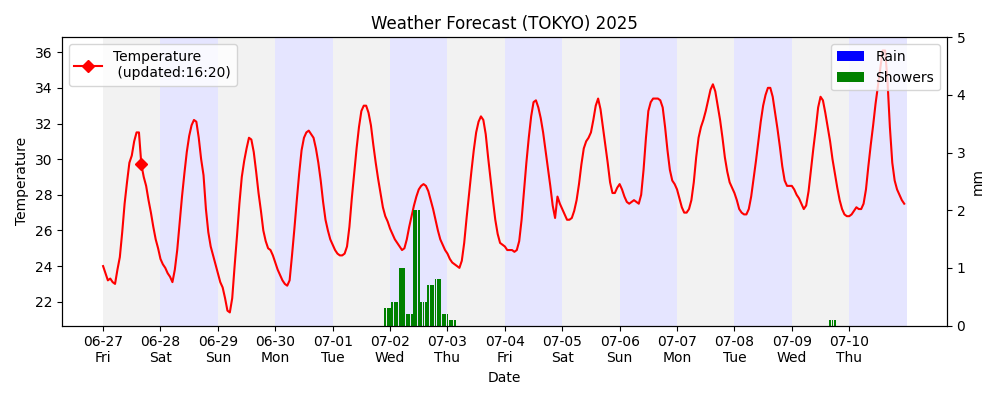 Weather Forecast (TOKYO) 2025
Temperature
(updated:16:20)
Rain
Showers
Temperature
36
34
32
30
28
26
24
22
5
4
3
2
1
0
mm
06-27 06-28 06-29 06-30 07-01 07-02 07-03 07-04 07-05 07-06 07-07 07-08 07-09 07-10
Fri Sat Sun Mon Tue Wed Thu Fri Sat Sun Mon Tue Wed Thu
Date